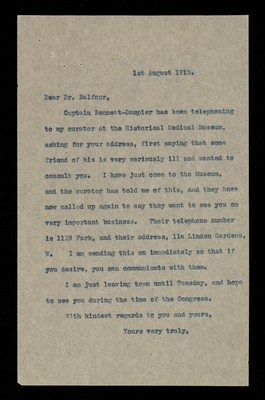 1st August 1913.
Dear Dr. Balfour,
Captain Bennett-Dampier has been telephoning
to my curator at the Historical Medical Museum,
asking for your address, first saying that some
friend of his is very seriously ill and wanted to
consult you. I have just come to the Museum,
and the curator has told me of this, and they have
now called up again to say they want to see you on
very important business. Their telephone number
is 1129 Park, and their address, 11a Linden Gardens,
W. I am sending this on immediately so that if
you desire, you can communicate with them.
I am just leaving town until Tuesday, and hope
to see you during the time of the Congress.
With kindest regards to you and yours,
Yours very truly,